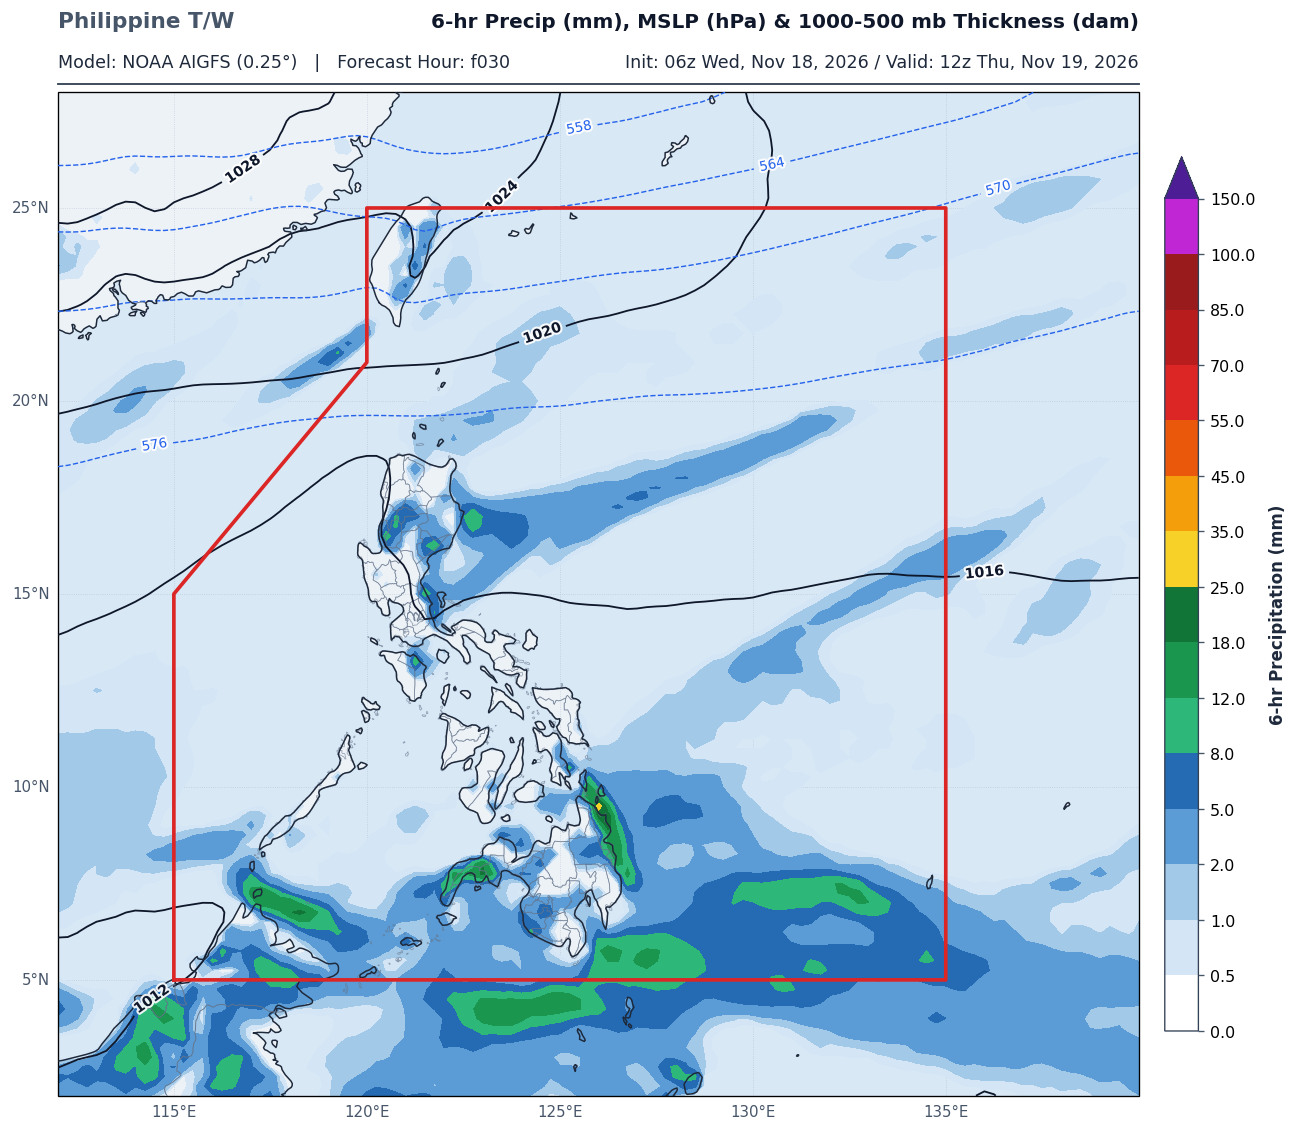 Philippine T/W
6-hr Precip (mm), MSLP (hPa) & 1000-500 mb Thickness (dam)
Model: NOAA AIGFS (0.25°) | Forecast Hour: f030
Init: 06z Wed, Nov 18, 2026 / Valid: 12z Thu, Nov 19, 2026
558
1028
564
570
1024
1020
576
1016
1012
25°N
20°N
15°N
10°N
5°N
115°E
120°E
125°E
130°E
135°E
150.0
100.0
85.0
70.0
55.0
45.0
35.0
25.0
18.0
12.0
8.0
5.0
2.0
1.0
0.5
0.0
6-hr Precipitation (mm)